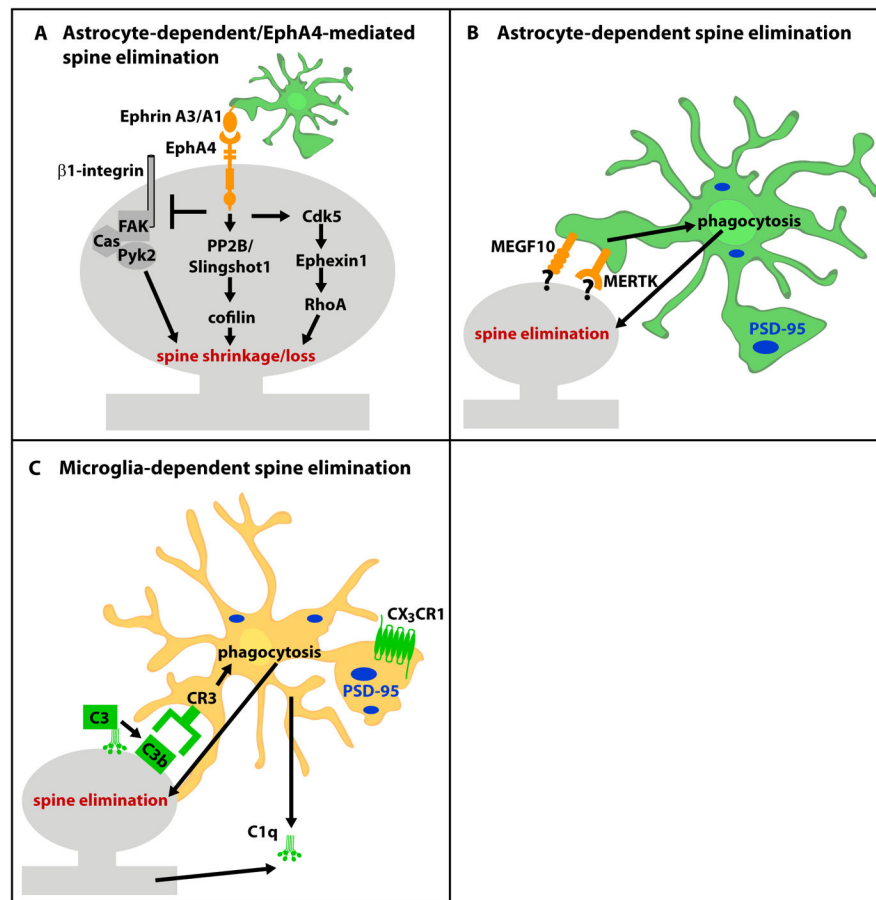 A Astrocyte-dependent/EphA4-mediated
spine elimination
Ephrin A3/A1
EphA4
β1-integrin
FAK
Cas
Pyk2
Cdk5
PP2B/
Slingshot1
Ephexin1
cofilin
RhoA
spine shrinkage/loss
B Astrocyte-dependent spine elimination
phagocytosis
MEGF10
MERTK
?
?
spine elimination
PSD-95
C Microglia-dependent spine elimination
CX₃CR1
phagocytosis
PSD-95
CR3
C3
C3b
spine elimination
C1q